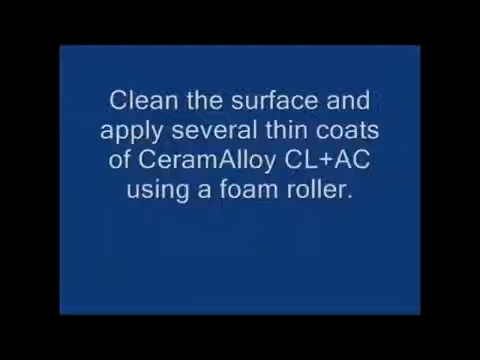 Clean the surface and
apply several thin coats
of CeramAlloy CL+AC
using a foam roller.